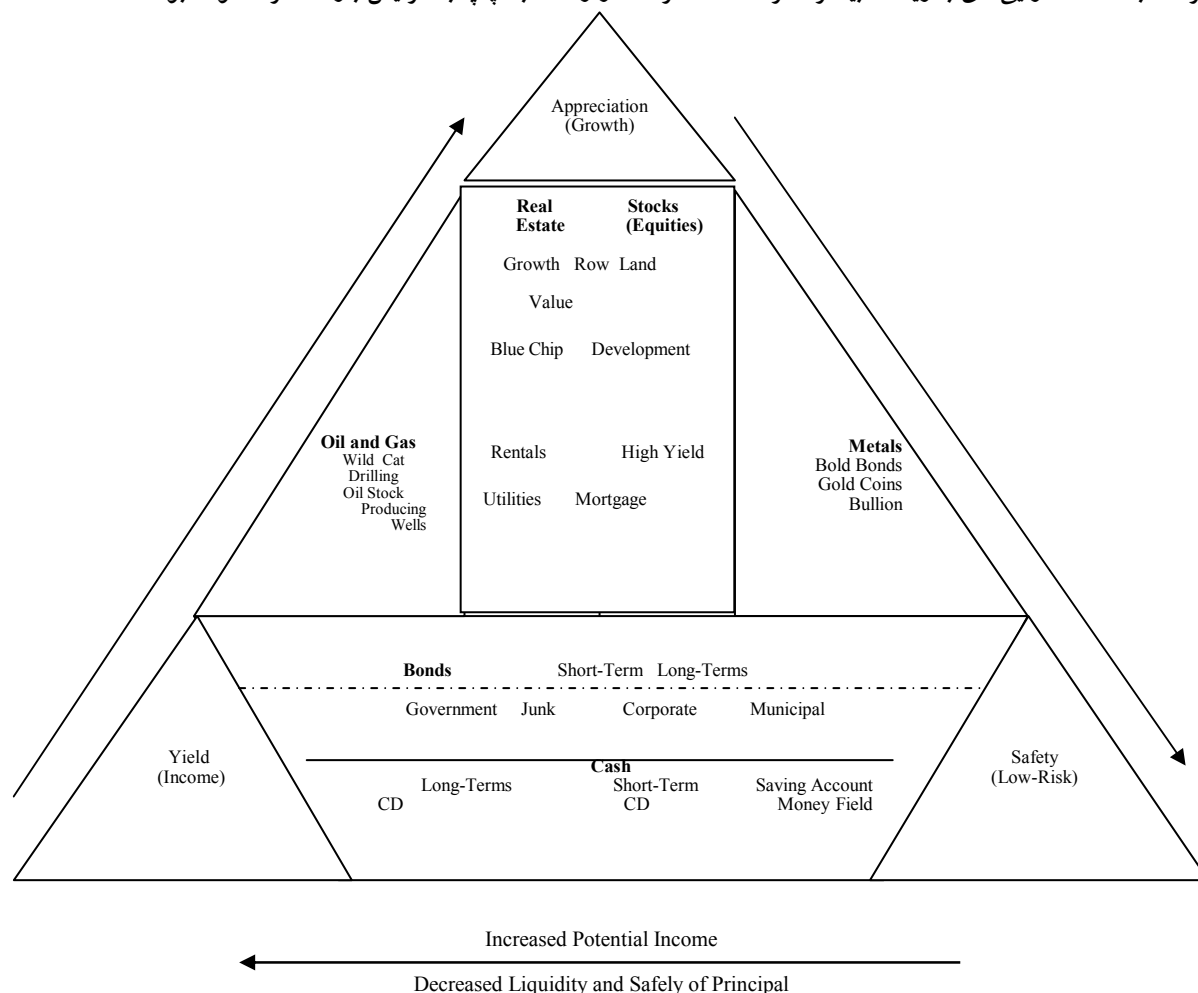 Appreciation
(Growth)
Real Estate
Stocks (Equities)
Growth Row Land
Value
Blue Chip Development
Rentals High Yield
Utilities Mortgage
Oil and Gas
Wild Cat
Drilling
Oil Stock
Producing
Wells
Metals
Bold Bonds
Gold Coins
Bullion
Bonds Short-Term Long-Terms
Government Junk Corporate Municipal
Yield
(Income)
Cash
Long-Terms CD
Short-Term CD
Saving Account
Money Field
Safety
(Low-Risk)
Increased Potential Income
Decreased Liquidity and Safely of Principal